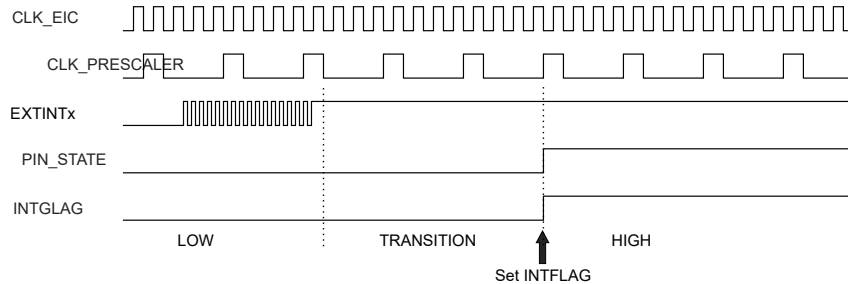 CLK_EIC
CLK_PRESCALER
EXTINTx
PIN_STATE
INTGLAG
LOW TRANSITION HIGH
Set INTFLAG